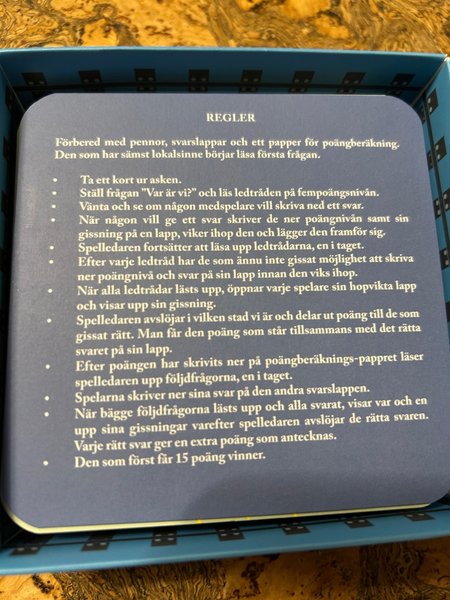 REGLER
Förbered med pennor, svarslappar och ett papper för poängberäkning.
Den som har sämst lokalsinne börjar läsa första frågan.
• Ta ett kort ur asken.
• Ställ frågan "Var är vi?" och läs ledtråden på fempoängsnivån.
• Vänta och se om någon medspelare vill skriva ned ett svar.
• När någon vill ge ett svar skriver de ner poängnivån samt sin
gissning på en lapp, viker ihop den och lägger den framför sig.
• Spelledaren fortsätter att läsa upp ledtrådarna, en i taget.
• Efter varje ledtråd har de som ännu inte gissat möjlighet att skriva
ner poängnivå och svar på sin lapp innan den viks ihop.
• När alla ledtrådar lästs upp, öppnar varje spelare sin hopvikta lapp
och visar upp sin gissning.
• Spelledaren avslöjar i vilken stad vi är och delar ut poäng till de som
gissat rätt. Man får den poäng som står tillsammans med det rätta
svaret på sin lapp.
• Efter poängen har skrivits ner på poängberäknings-pappret läser
spelledaren upp följdfrågorna, en i taget.
• Spelarna skriver ner sina svar på den andra svarslappen.
• När bägge följdfrågorna lästs upp och alla svarat, visar var och en
upp sina gissningar varefter spelledaren avslöjar de rätta svaren.
Varje rätt svar ger en extra poäng som antecknas.
• Den som först får 15 poäng vinner.